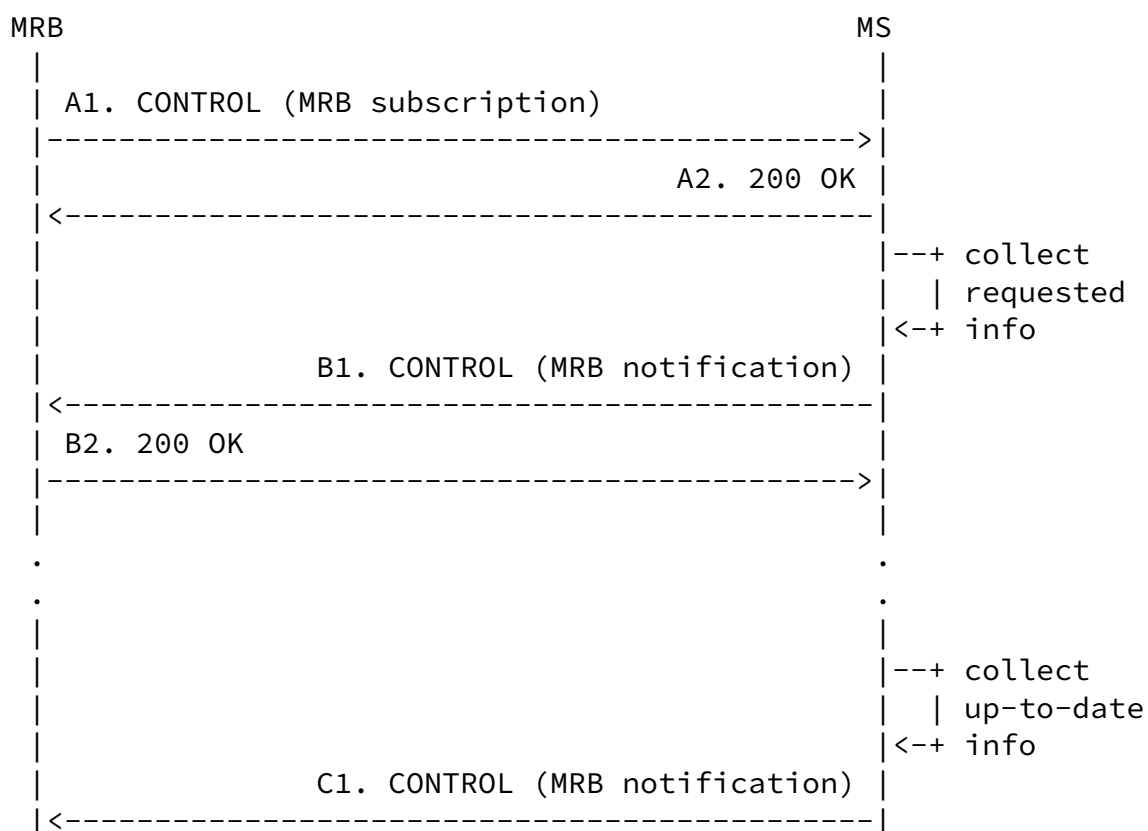 MRB MS
A1. CONTROL (MRB subscription)
A2. 200 OK
collect
requested
info
B1. CONTROL (MRB notification)
B2. 200 OK
collect
up-to-date
info
C1. CONTROL (MRB notification)